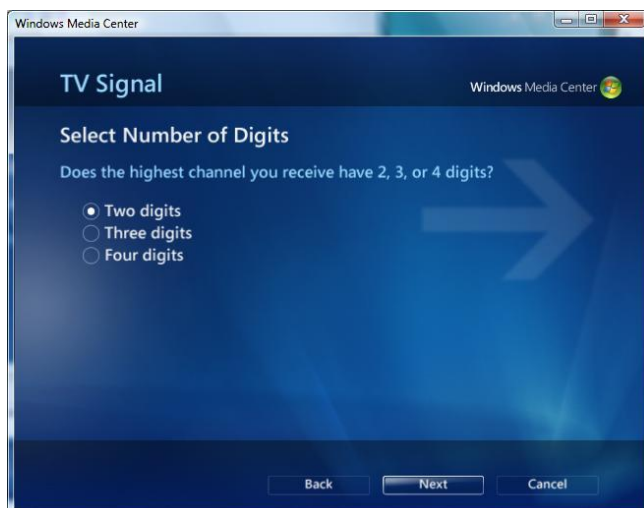 Windows Media Center
TV Signal
Windows Media Center
Select Number of Digits
Does the highest channel you receive have 2, 3, or 4 digits?
Two digits
Three digits
Four digits
Back Next Cancel